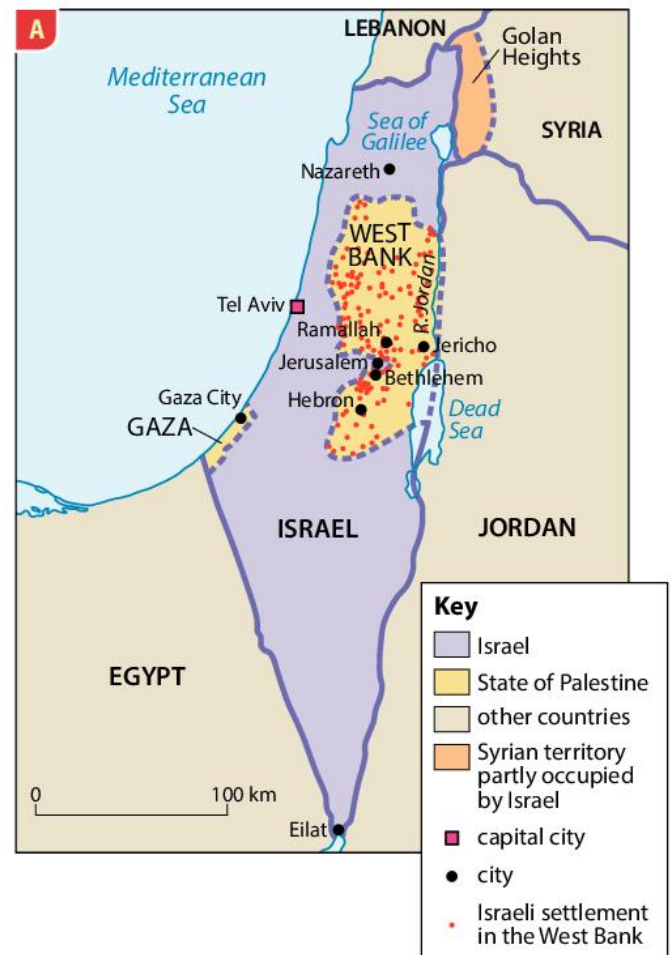 A
LEBANON
Golan
Heights
Mediterranean
Sea
Sea of
Galilee
SYRIA
Nazareth
WEST
BANK
R. Jordan
Tel Aviv
Ramallah
Jericho
Jerusalem
Bethlehem
Gaza City
Hebron
GAZA
Dead
Sea
ISRAEL
JORDAN
EGYPT
0 100 km
Eilat
Key
Israel
State of Palestine
other countries
Syrian territory
partly occupied
by Israel
capital city
city
Israeli settlement
in the West Bank